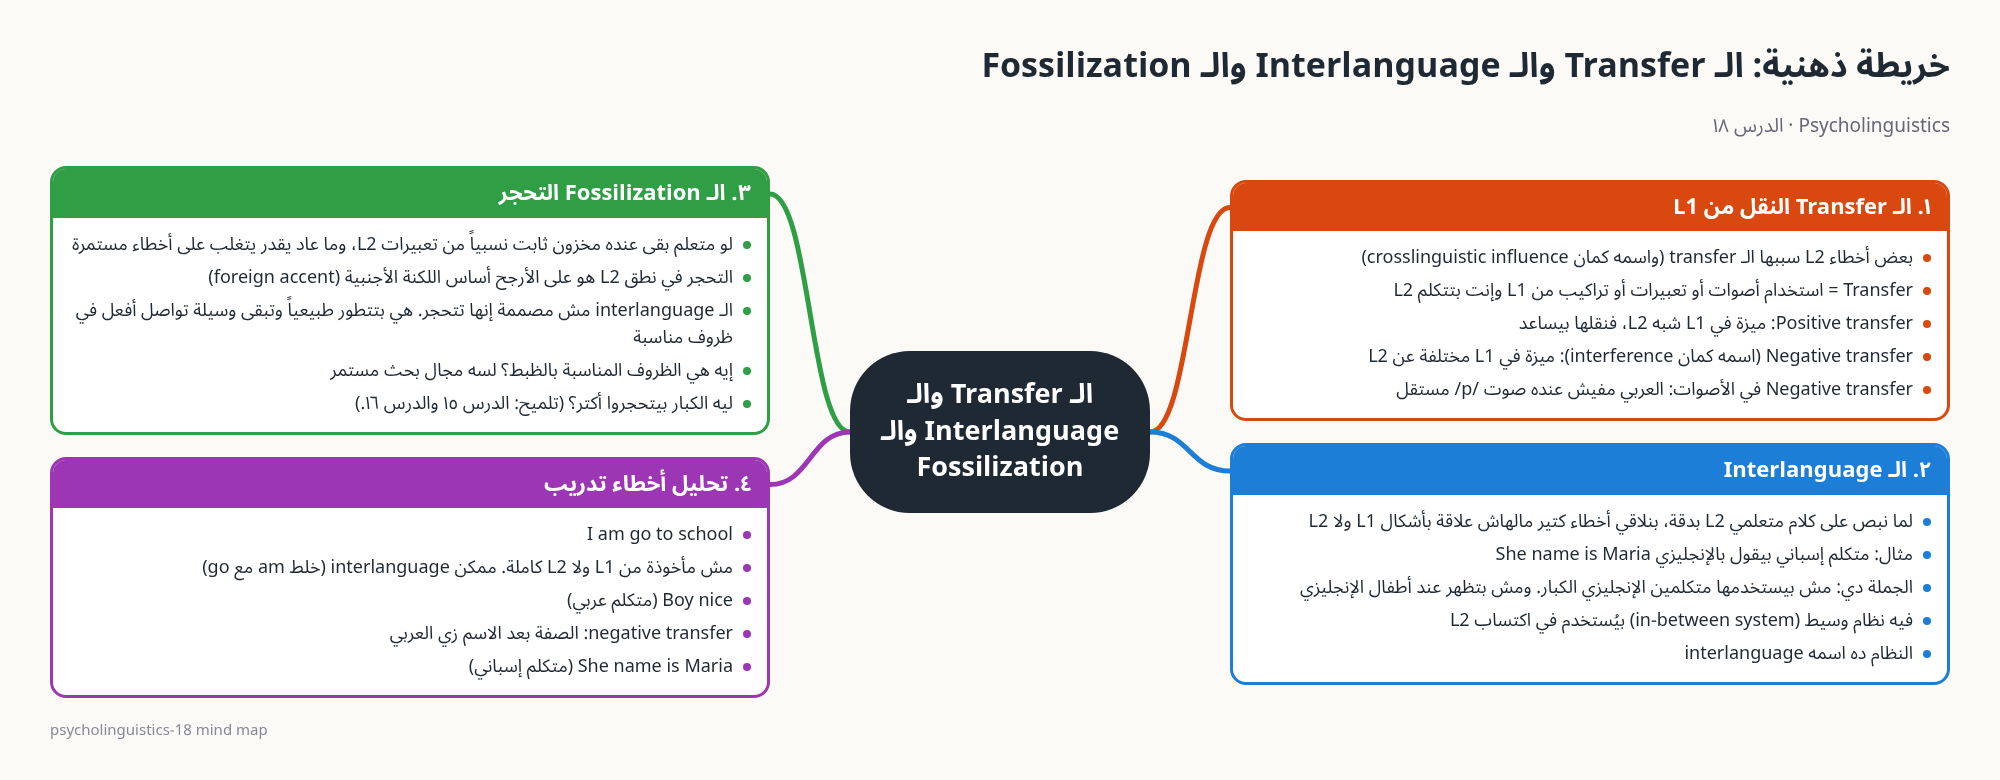 خريطة ذهنية: الـ Transfer والـ Interlanguage والـ Fossilization
Psycholinguistics · الدرس ١٨
١. الـ Transfer النقل من L1
بعض أخطاء L2 سببها الـ transfer (واسمه كمان crosslinguistic influence)
Transfer = استخدام أصوات أو تعبيرات أو تراكيب من L1 وإنت بتتكلم L2
Positive transfer: ميزة في L1 شبه L2، فنقلها بيساعد
Negative transfer (اسمه كمان interference): ميزة في L1 مختلفة عن L2
Negative transfer في الأصوات: العربي مفيش عنده صوت /p/ مستقل
٢. الـ Interlanguage
لما نبص على كلام متعلمي L2 بدقة، بنلاقي أخطاء كتير مالهاش علاقة بأشكال L1 ولا L2
مثال: متكلم إسباني بيقول بالإنجليزي She name is Maria
الجملة دي: مش بيستخدمها متكلمين الإنجليزي الكبار. ومش بتظهر عند أطفال الإنجليزي
فيه نظام وسيط (in-between system) بيُستخدم في اكتساب L2
النظام ده اسمه interlanguage
الـ Transfer والـ
Interlanguage والـ
Fossilization
٣. الـ Fossilization التحجر
لو متعلم بقى عنده مخزون ثابت نسبياً من تعبيرات L2، وما عاد يقدر يتغلب على أخطاء مستمرة
التحجر في نطق L2 هو على الأرجح أساس اللكنة الأجنبية (foreign accent)
الـ interlanguage مش مصممة إنها تتحجر. هي بتتطور طبيعياً وتبقى وسيلة تواصل أفعل في
ظروف مناسبة
إيه هي الظروف المناسبة بالظبط؟ لسه مجال بحث مستمر
ليه الكبار بيتحجروا أكتر؟ (تلميح: الدرس ١٥ والدرس ١٦.)
٤. تحليل أخطاء تدريب
I am go to school
مش مأخوذة من L1 ولا L2 كاملة. ممكن interlanguage (خلط am مع go)
Boy nice (متكلم عربي)
negative transfer: الصفة بعد الاسم زي العربي
She name is Maria (متكلم إسباني)
psycholinguistics-18 mind map